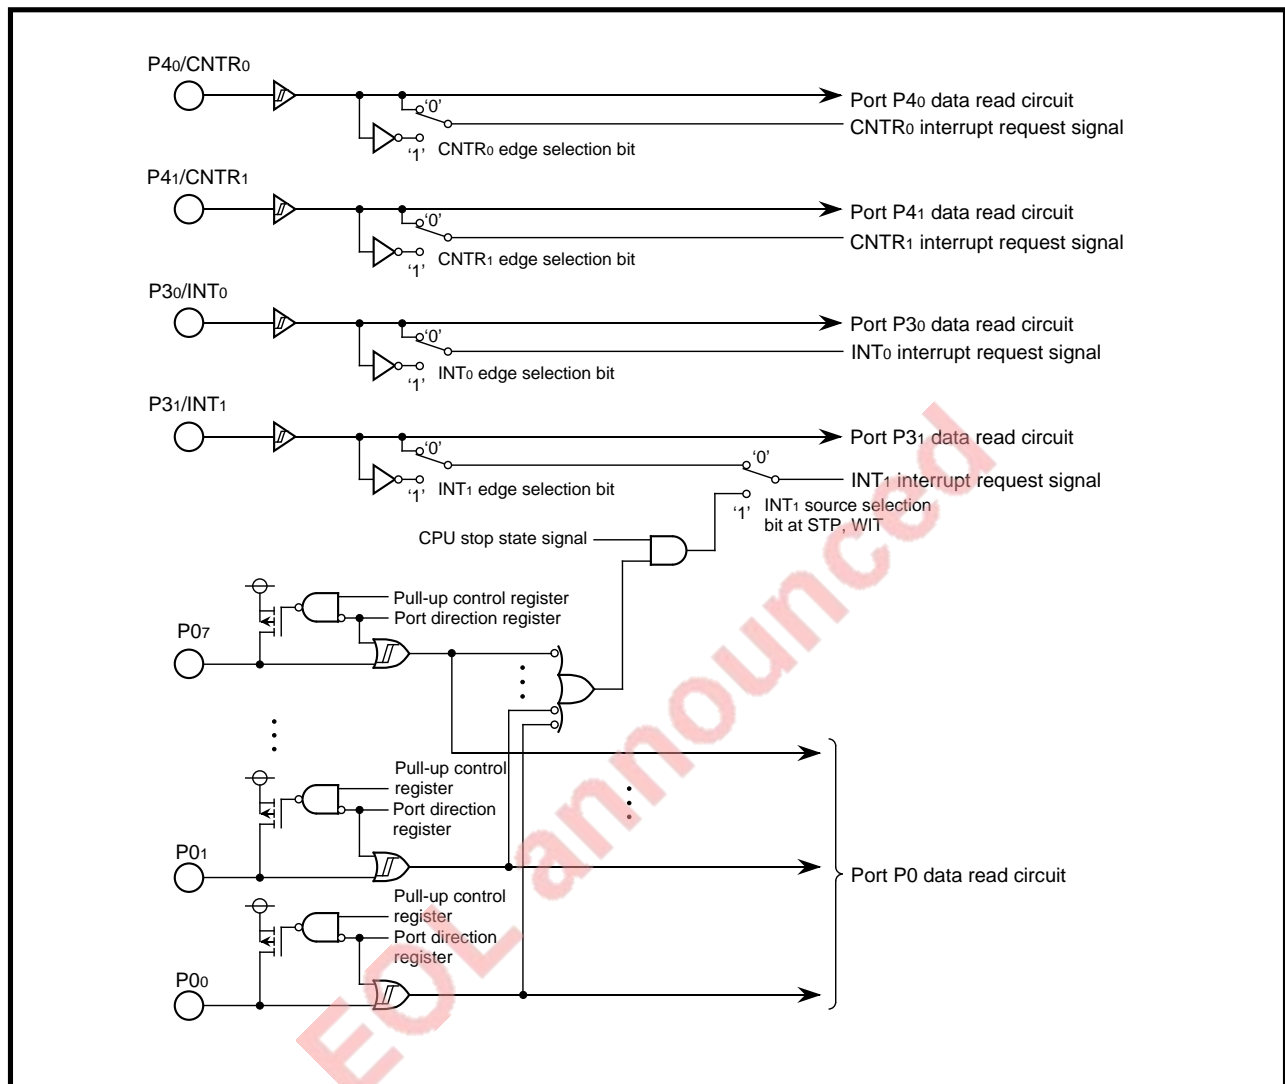 P40/CNTR0
Port P40 data read circuit
‘0’
CNTR0 interrupt request signal
‘1’
CNTR0 edge selection bit
P41/CNTR1
Port P41 data read circuit
‘0’
CNTR1 interrupt request signal
‘1’
CNTR1 edge selection bit
P30/INT0
Port P30 data read circuit
‘0’
INT0 interrupt request signal
‘1’
INT0 edge selection bit
P31/INT1
Port P31 data read circuit
‘0’
‘0’
INT1 interrupt request signal
‘1’
INT1 edge selection bit
‘1’
INT1 source selection
bit at STP, WIT
CPU stop state signal
Pull-up control register
Port direction register
P07
Pull-up control
register
Port direction
register
P01
Port P0 data read circuit
Pull-up control
register
Port direction
register
P00
EOL announced